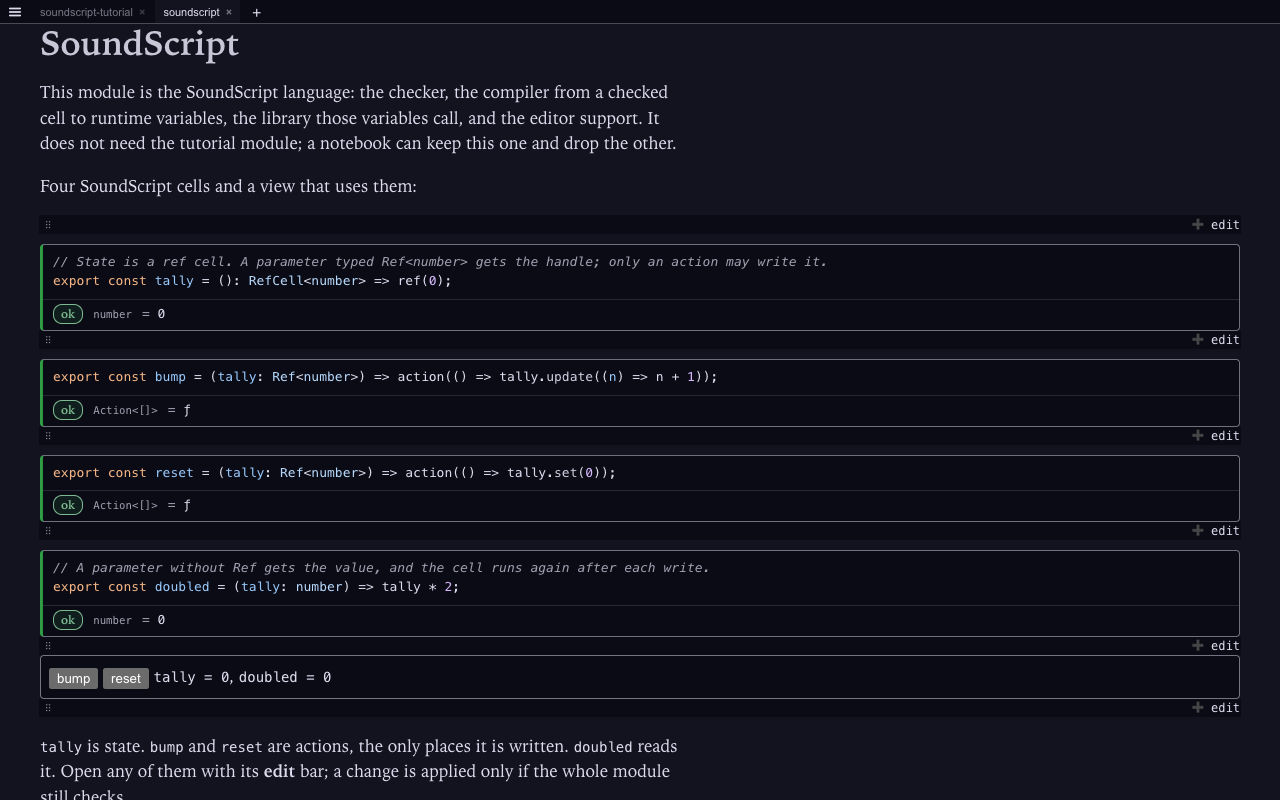 soundscript-tutorial × soundscript × +
SoundScript
This module is the SoundScript language: the checker, the compiler from a checked
cell to runtime variables, the library those variables call, and the editor support. It
does not need the tutorial module; a notebook can keep this one and drop the other.
Four SoundScript cells and a view that uses them:
edit
// State is a ref cell. A parameter typed Ref<number> gets the handle; only an action may write it.
export const tally = (): RefCell<number> => ref(0);
ok number = 0
edit
export const bump = (tally: Ref<number>) => action(() => tally.update((n) => n + 1));
ok Action<[]> = ƒ
edit
export const reset = (tally: Ref<number>) => action(() => tally.set(0));
ok Action<[]> = ƒ
edit
// A parameter without Ref gets the value, and the cell runs again after each write.
export const doubled = (tally: number) => tally * 2;
ok number = 0
edit
bump reset tally = 0, doubled = 0
edit
tally is state. bump and reset are actions, the only places it is written. doubled reads
it. Open any of them with its edit bar; a change is applied only if the whole module
still checks.